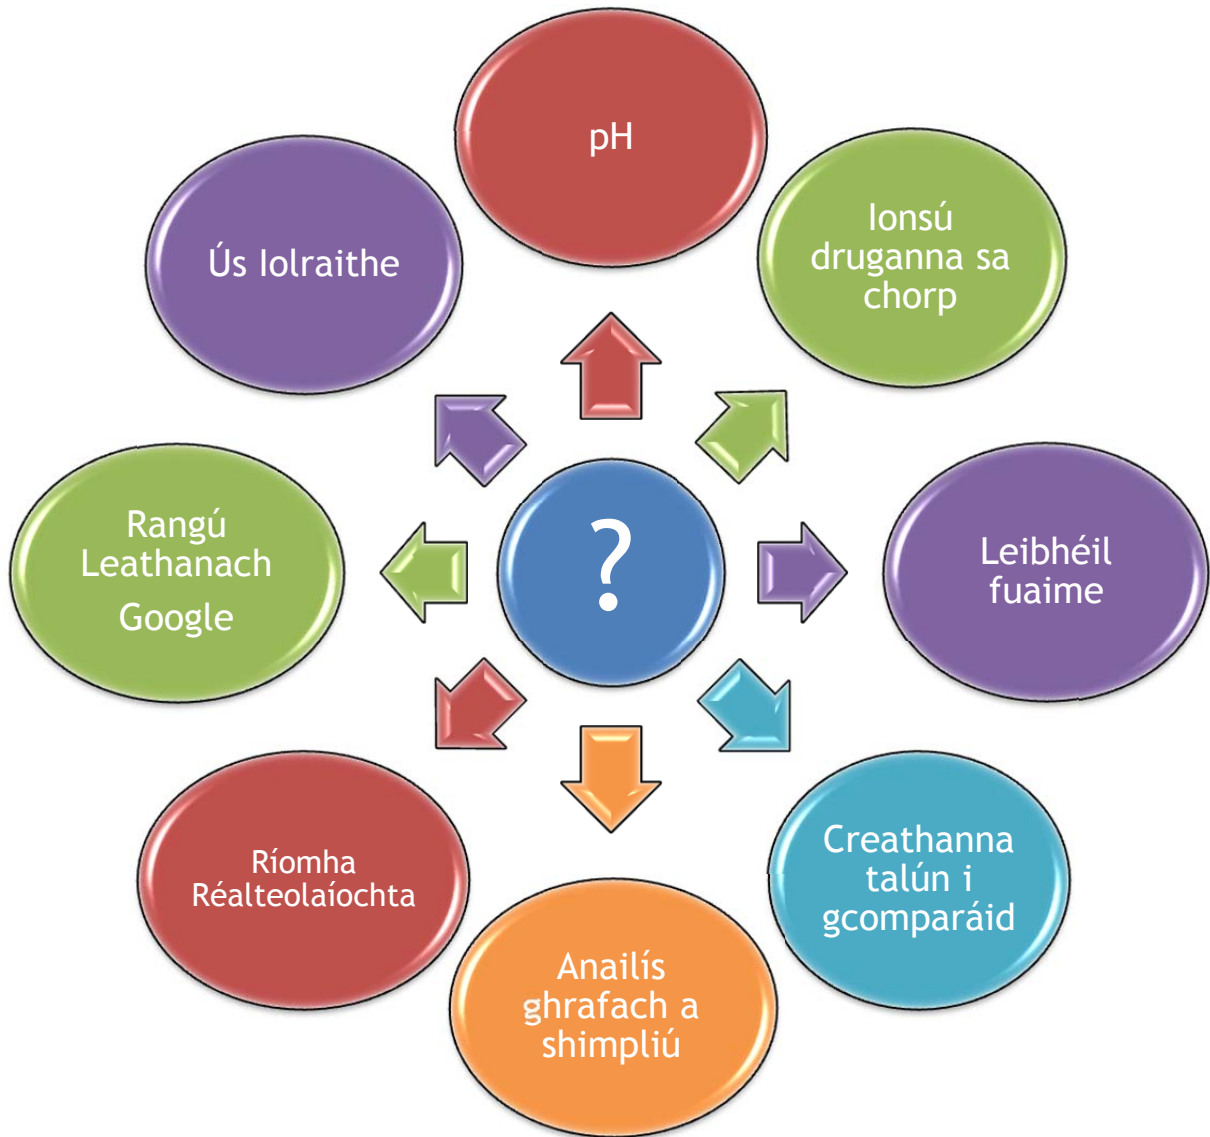 pH
Ionsú
druganna sa
chorp
Leibhéil
fuaime
Creathanna
talún i
gcomparáid
Anailís
ghrafach a
shimpliú
Ríomha
Réalteolaíochta
Rangú
Leathanach
Google
Ús Iolraithe
?